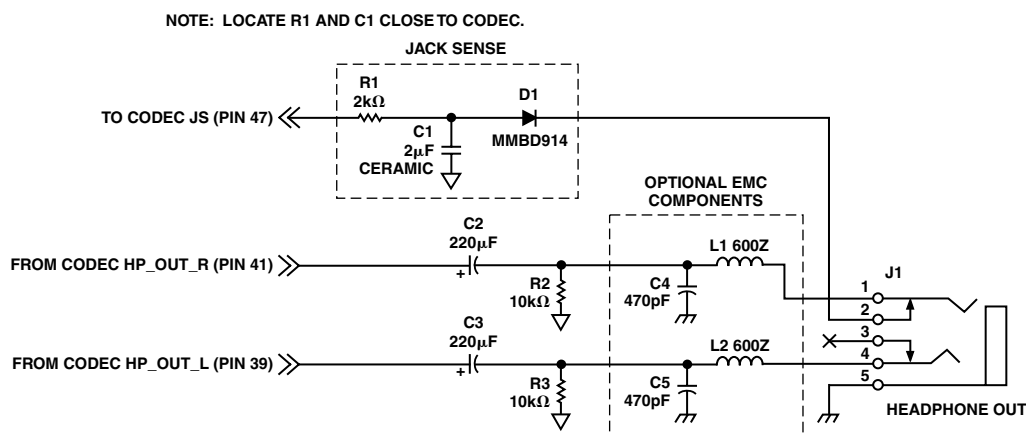 NOTE: LOCATE R1 AND C1 CLOSE TO CODEC.
JACK SENSE
R1
2kΩ
D1
TO CODEC JS (PIN 47)
C1
2μF
CERAMIC
MMBD914
OPTIONAL EMC
COMPONENTS
C2
220μF
+
L1 600Z
FROM CODEC HP_OUT_R (PIN 41)
R2
10kΩ
C4
470pF
J1
1
2
3
4
5
C3
220μF
+
L2 600Z
FROM CODEC HP_OUT_L (PIN 39)
R3
10kΩ
C5
470pF
HEADPHONE OUT